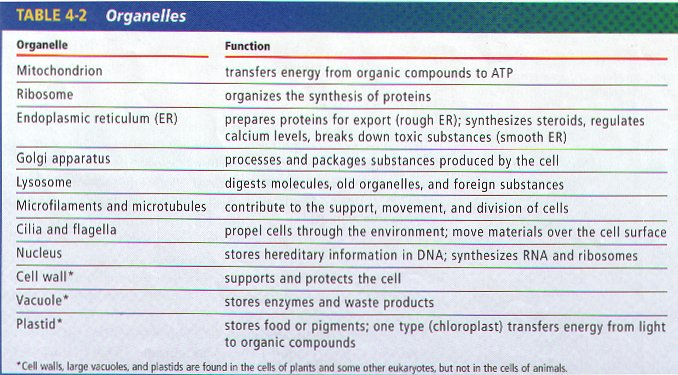 TABLE 4-2 Organelles
Organelle Function
Mitochondrion transfers energy from organic compounds to ATP
Ribosome organizes the synthesis of proteins
Endoplasmic reticulum (ER) prepares proteins for export (rough ER); synthesizes steroids, regulates
calcium levels, breaks down toxic substances (smooth ER)
Golgi apparatus processes and packages substances produced by the cell
Lysosome digests molecules, old organelles, and foreign substances
Microfilaments and microtubules contribute to the support, movement, and division of cells
Cilia and flagella propel cells through the environment; move materials over the cell surface
Nucleus stores hereditary information in DNA; synthesizes RNA and ribosomes
Cell wall* supports and protects the cell
Vacuole* stores enzymes and waste products
Plastid* stores food or pigments; one type (chloroplast) transfers energy from light
to organic compounds
*Cell walls, large vacuoles, and plastids are found in the cells of plants and some other eukaryotes, but not in the cells of animals.